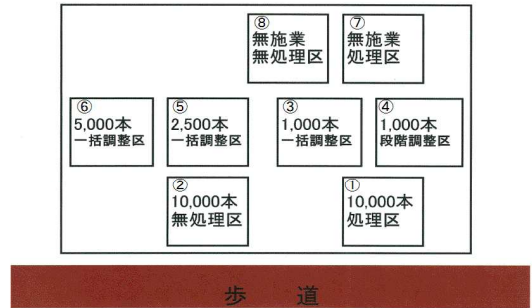 ⑧
無施業
無処理区
⑦
無施業
処理区
⑥
5,000本
一括調整区
⑤
2,500本
一括調整区
③
1,000本
一括調整区
④
1,000本
段階調整区
②
10,000本
無処理区
①
10,000本
処理区
歩 道